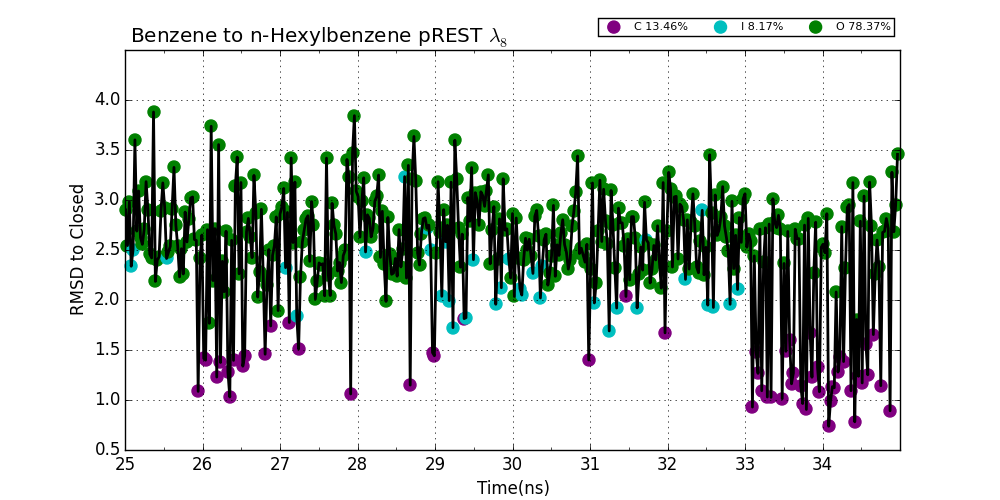 C 13.46% I 8.17% O 78.37%
Benzene to n-Hexylbenzene pREST λ₈
4.0
3.5
3.0
2.5
2.0
1.5
1.0
0.5
RMSD to Closed
25 26 27 28 29 30 31 32 33 34
Time(ns)